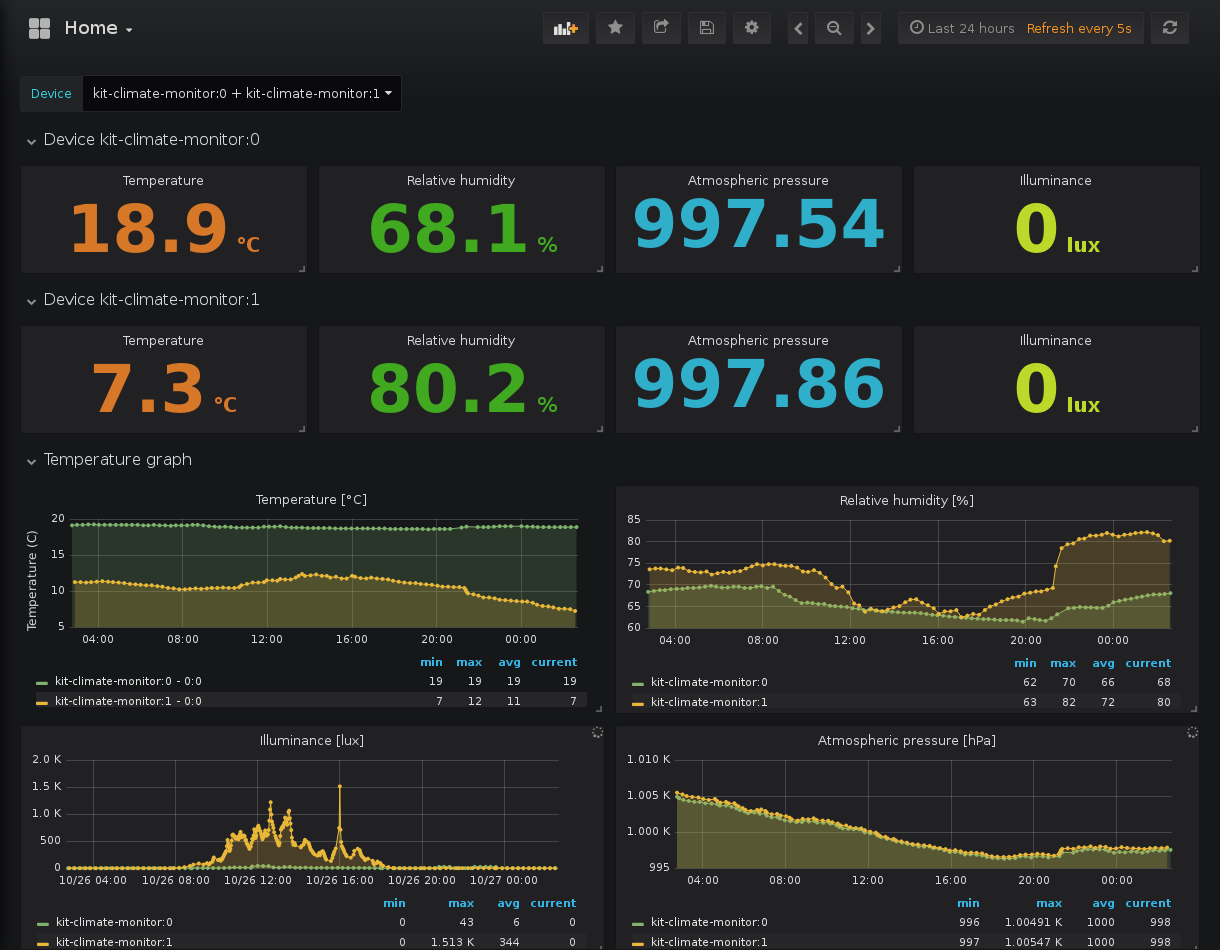 Home
Last 24 hours Refresh every 5s
Device kit-climate-monitor:0 + kit-climate-monitor:1
Device kit-climate-monitor:0
Temperature Relative humidity Atmospheric pressure Illuminance
18.9 °C 68.1 % 997.54 0 lux
Device kit-climate-monitor:1
Temperature Relative humidity Atmospheric pressure Illuminance
7.3 °C 80.2 % 997.86 0 lux
Temperature graph
Temperature [°C]
Temperature (C)
20
15
10
5
04:00 08:00 12:00 16:00 20:00 00:00
min max avg current
kit-climate-monitor:0 - 0:0 19 19 19 19
kit-climate-monitor:1 - 0:0 7 12 11 7
Relative humidity [%]
85
80
75
70
65
60
04:00 08:00 12:00 16:00 20:00 00:00
min max avg current
kit-climate-monitor:0 62 70 66 68
kit-climate-monitor:1 63 82 72 80
Illuminance [lux]
2.0 K
1.5 K
1.0 K
500
0
10/26 04:00 10/26 08:00 10/26 12:00 10/26 16:00 10/26 20:00 10/27 00:00
min max avg current
kit-climate-monitor:0 0 43 6 0
kit-climate-monitor:1 0 1.513 K 344 0
Atmospheric pressure [hPa]
1.010 K
1.005 K
1.000 K
995
04:00 08:00 12:00 16:00 20:00 00:00
min max avg current
kit-climate-monitor:0 996 1.00491 K 1000 998
kit-climate-monitor:1 997 1.00547 K 1000 998